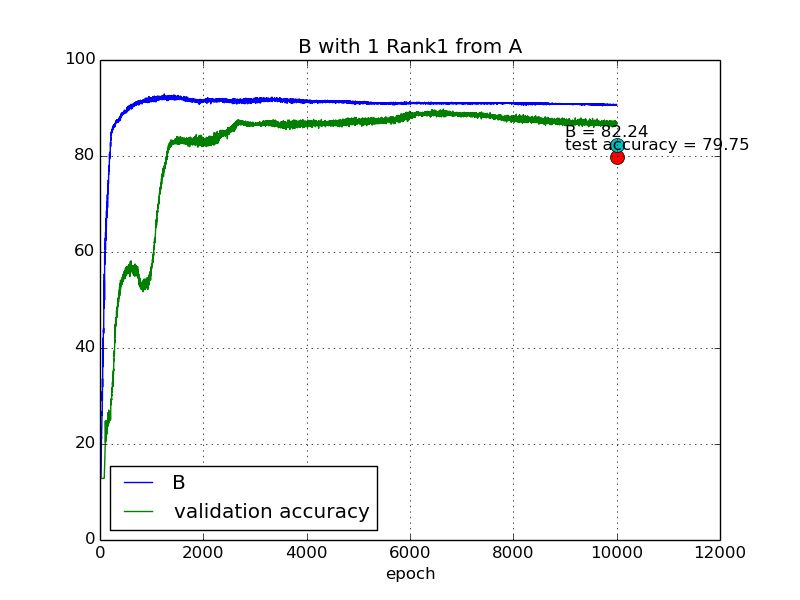 B with 1 Rank1 from A
100
80
60
40
20
0
B = 82.24
test accuracy = 79.75
B
validation accuracy
0
2000
4000
6000
8000
10000
12000
epoch